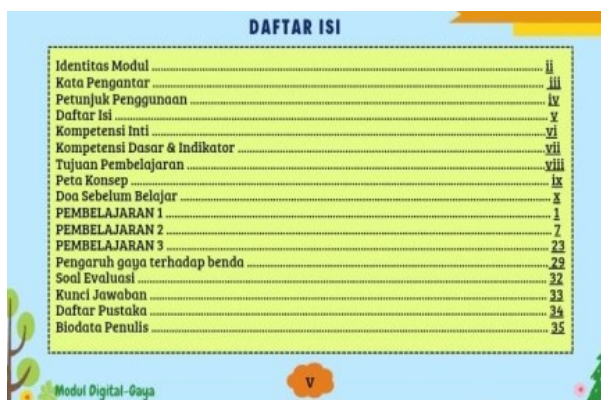 DAFTAR ISI
Identitas Modul ........ ii
Kata Pengantar ........ iii
Petunjuk Penggunaan ........ iv
Daftar Isi ........ v
Kompetensi Inti ........ vi
Kompetensi Dasar & Indikator ........ vii
Tujuan Pembelajaran ........ viii
Peta Konsep ........ ix
Doa Sebelum Belajar ........ x
PEMBELAJARAN 1 ........ 1
PEMBELAJARAN 2 ........ 7
PEMBELAJARAN 3 ........ 23
Pengaruh gaya terhadap benda ........ 29
Soal Evaluasi ........ 32
Kunci Jawaban ........ 33
Daftar Pustaka ........ 34
Biodata Penulis ........ 35
V
Modul Digital-Gaya